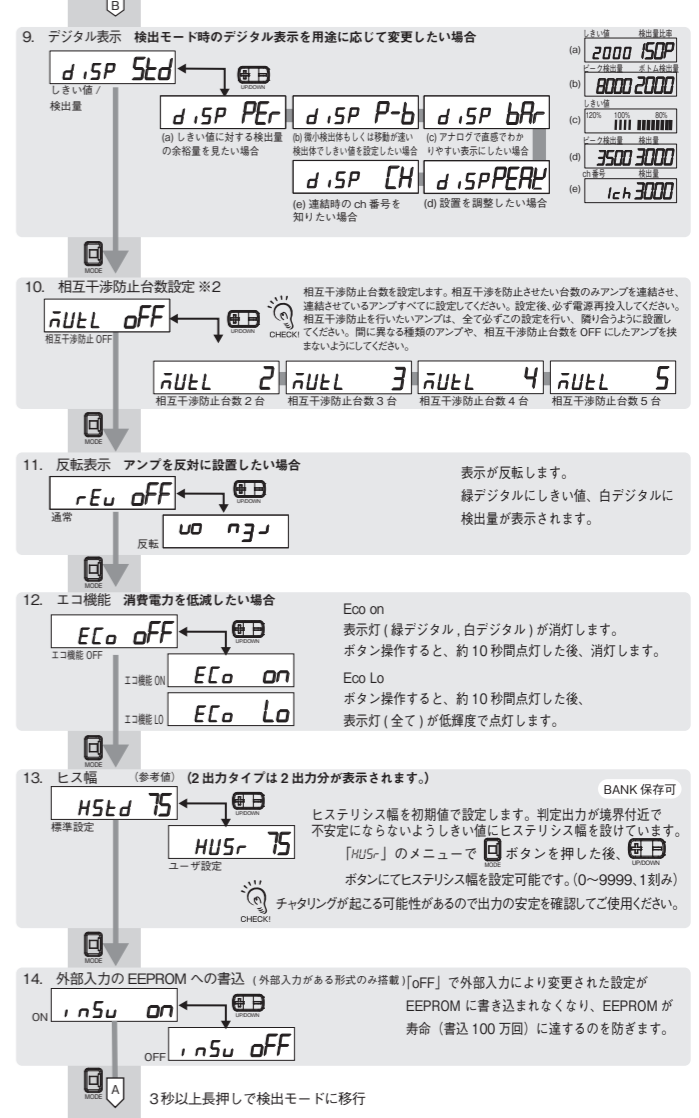 B
9. デジタル表示 検出モード時のデジタル表示を用途に応じて変更したい場合
diSP Std
しきい値 /
検出量
UP/DOWN
diSP PEr
(a) しきい値に対する検出量
の余裕量を見たい場合
diSP P-b
(b) 微小検出体もしくは移動が速い
検出体でしきい値を設定したい場合
diSP bAr
(c) アナログで直感でわか
りやすい表示にしたい場合
diSP CH
(e) 連結時の ch 番号を
知りたい場合
diSP PEAK
(d) 設置を調整したい場合
しきい値 検出量比率
(a) 2000 150P
ピーク検出量 ボトム検出量
(b) 8000 2000
しきい値
(c) 120% 100% 80%
ピーク検出量 検出量
(d) 3500 3000
ch 番号 検出量
(e) 1ch 3000
MODE
10. 相互干渉防止台数設定 ※2
MUtL oFF
相互干渉防止 OFF
UP/DOWN
CHECK!
相互干渉防止台数を設定します。相互干渉を防止させたい台数のみアンプを連結させ、
連結させているアンプすべてに設定してください。設定後、必ず電源再投入してください。
相互干渉防止を行いたいアンプは、全て必ずこの設定を行い、隣り合うように設置し
てください。間に異なる種類のアンプや、相互干渉防止台数を OFF にしたアンプを挟
まないようにしてください。
MUtL 2
相互干渉防止台数 2 台
MUtL 3
相互干渉防止台数 3 台
MUtL 4
相互干渉防止台数 4 台
MUtL 5
相互干渉防止台数 5 台
MODE
11. 反転表示 アンプを反対に設置したい場合
rEv oFF
通常
UP/DOWN
反転
rEv on
表示が反転します。
緑デジタルにしきい値、白デジタルに
検出量が表示されます。
MODE
12. エコ機能 消費電力を低減したい場合
ECo oFF
エコ機能 OFF
UP/DOWN
エコ機能 ON
ECo on
エコ機能 LO
ECo Lo
Eco on
表示灯 ( 緑デジタル , 白デジタル ) が消灯します。
ボタン操作すると、約 10 秒間点灯した後、消灯します。
Eco Lo
ボタン操作すると、約 10 秒間点灯した後、
表示灯 ( 全て ) が低輝度で点灯します。
MODE
13. ヒス幅 (参考値) (2 出力タイプは 2 出力分が表示されます。)
BANK 保存可
HStd 75
標準設定
UP/DOWN
HUSr 75
ユーザ設定
ヒステリシス幅を初期値で設定します。判定出力が境界付近で
不安定にならないようしきい値にヒステリシス幅を設けています。
「HUSr」のメニューで MODE ボタンを押した後、 UP/DOWN
ボタンにてヒステリシス幅を設定可能です。(0〜9999、1刻み)
CHECK!
チャタリングが起こる可能性があるので出力の安定を確認してご使用ください。
MODE
14. 外部入力の EEPROM への書込 ( 外部入力がある形式のみ搭載 )
ON
inSv on
UP/DOWN
OFF
inSv oFF
「oFF」で外部入力により変更された設定が
EEPROM に書き込まれなくなり、EEPROM が
寿命（書込 100 万回）に達するのを防ぎます。
MODE
A
3秒以上長押しで検出モードに移行